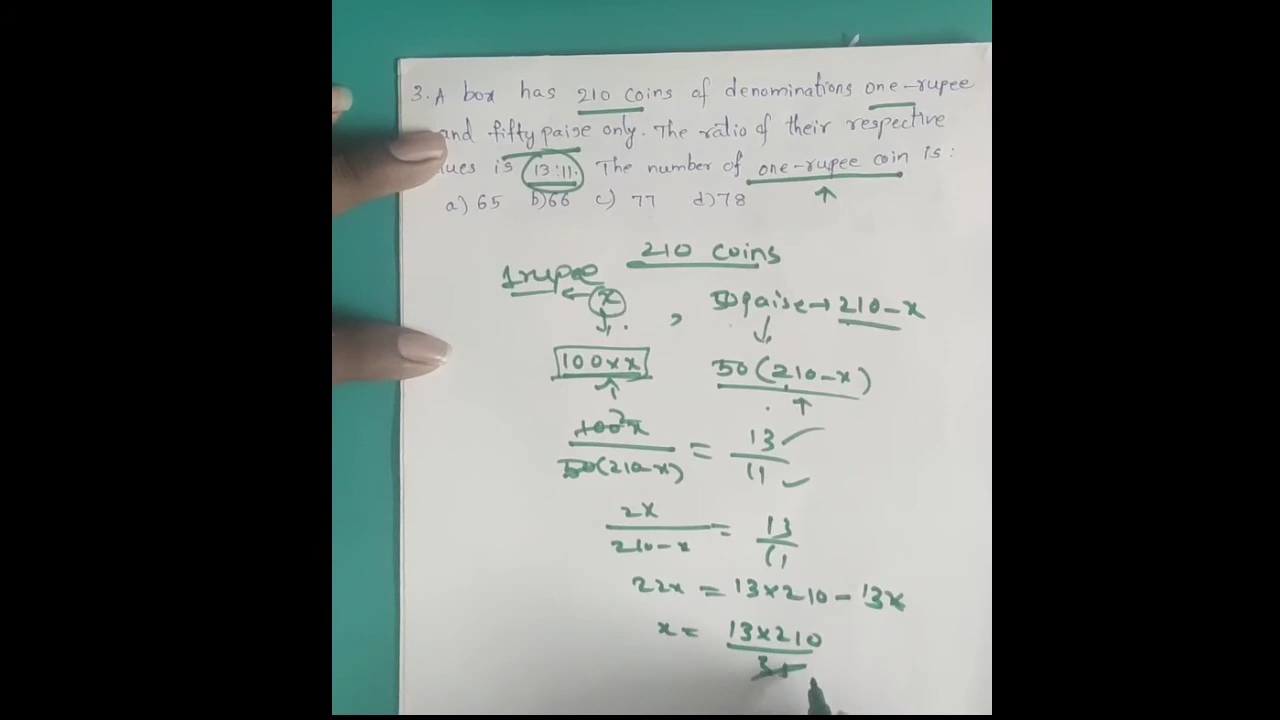 3. A box has 210 coins of denominations one-rupee
and fifty paise only. The ratio of their respective
lues is 13:11. The number of one-rupee coin is:
a) 65 b) 66 c) 77 d) 78
210 coins
1 rupee
x , 50 paise → 210-x
100×x 50(210-x)
100 2x / 50(210-x) = 13/11
2x / 210-x = 13/11
22x = 13×210 - 13x
x = 13×210 / 35